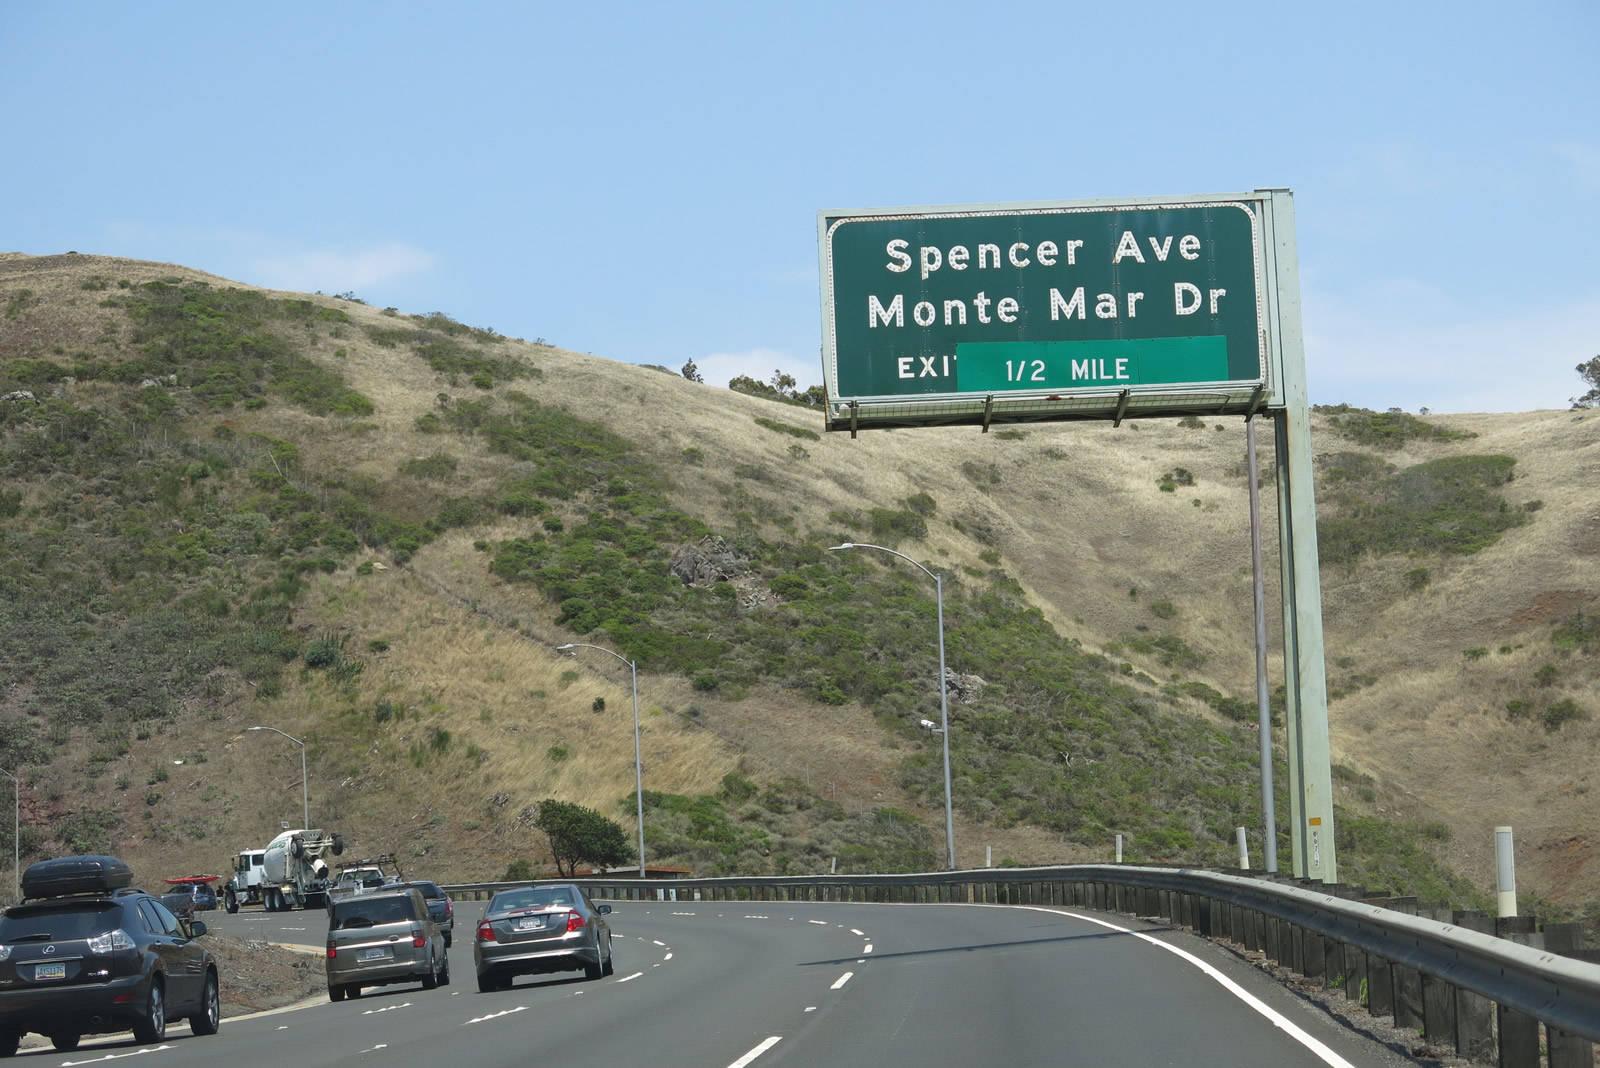 Spencer Ave
Monte Mar Dr
EXIT 1/2 MILE